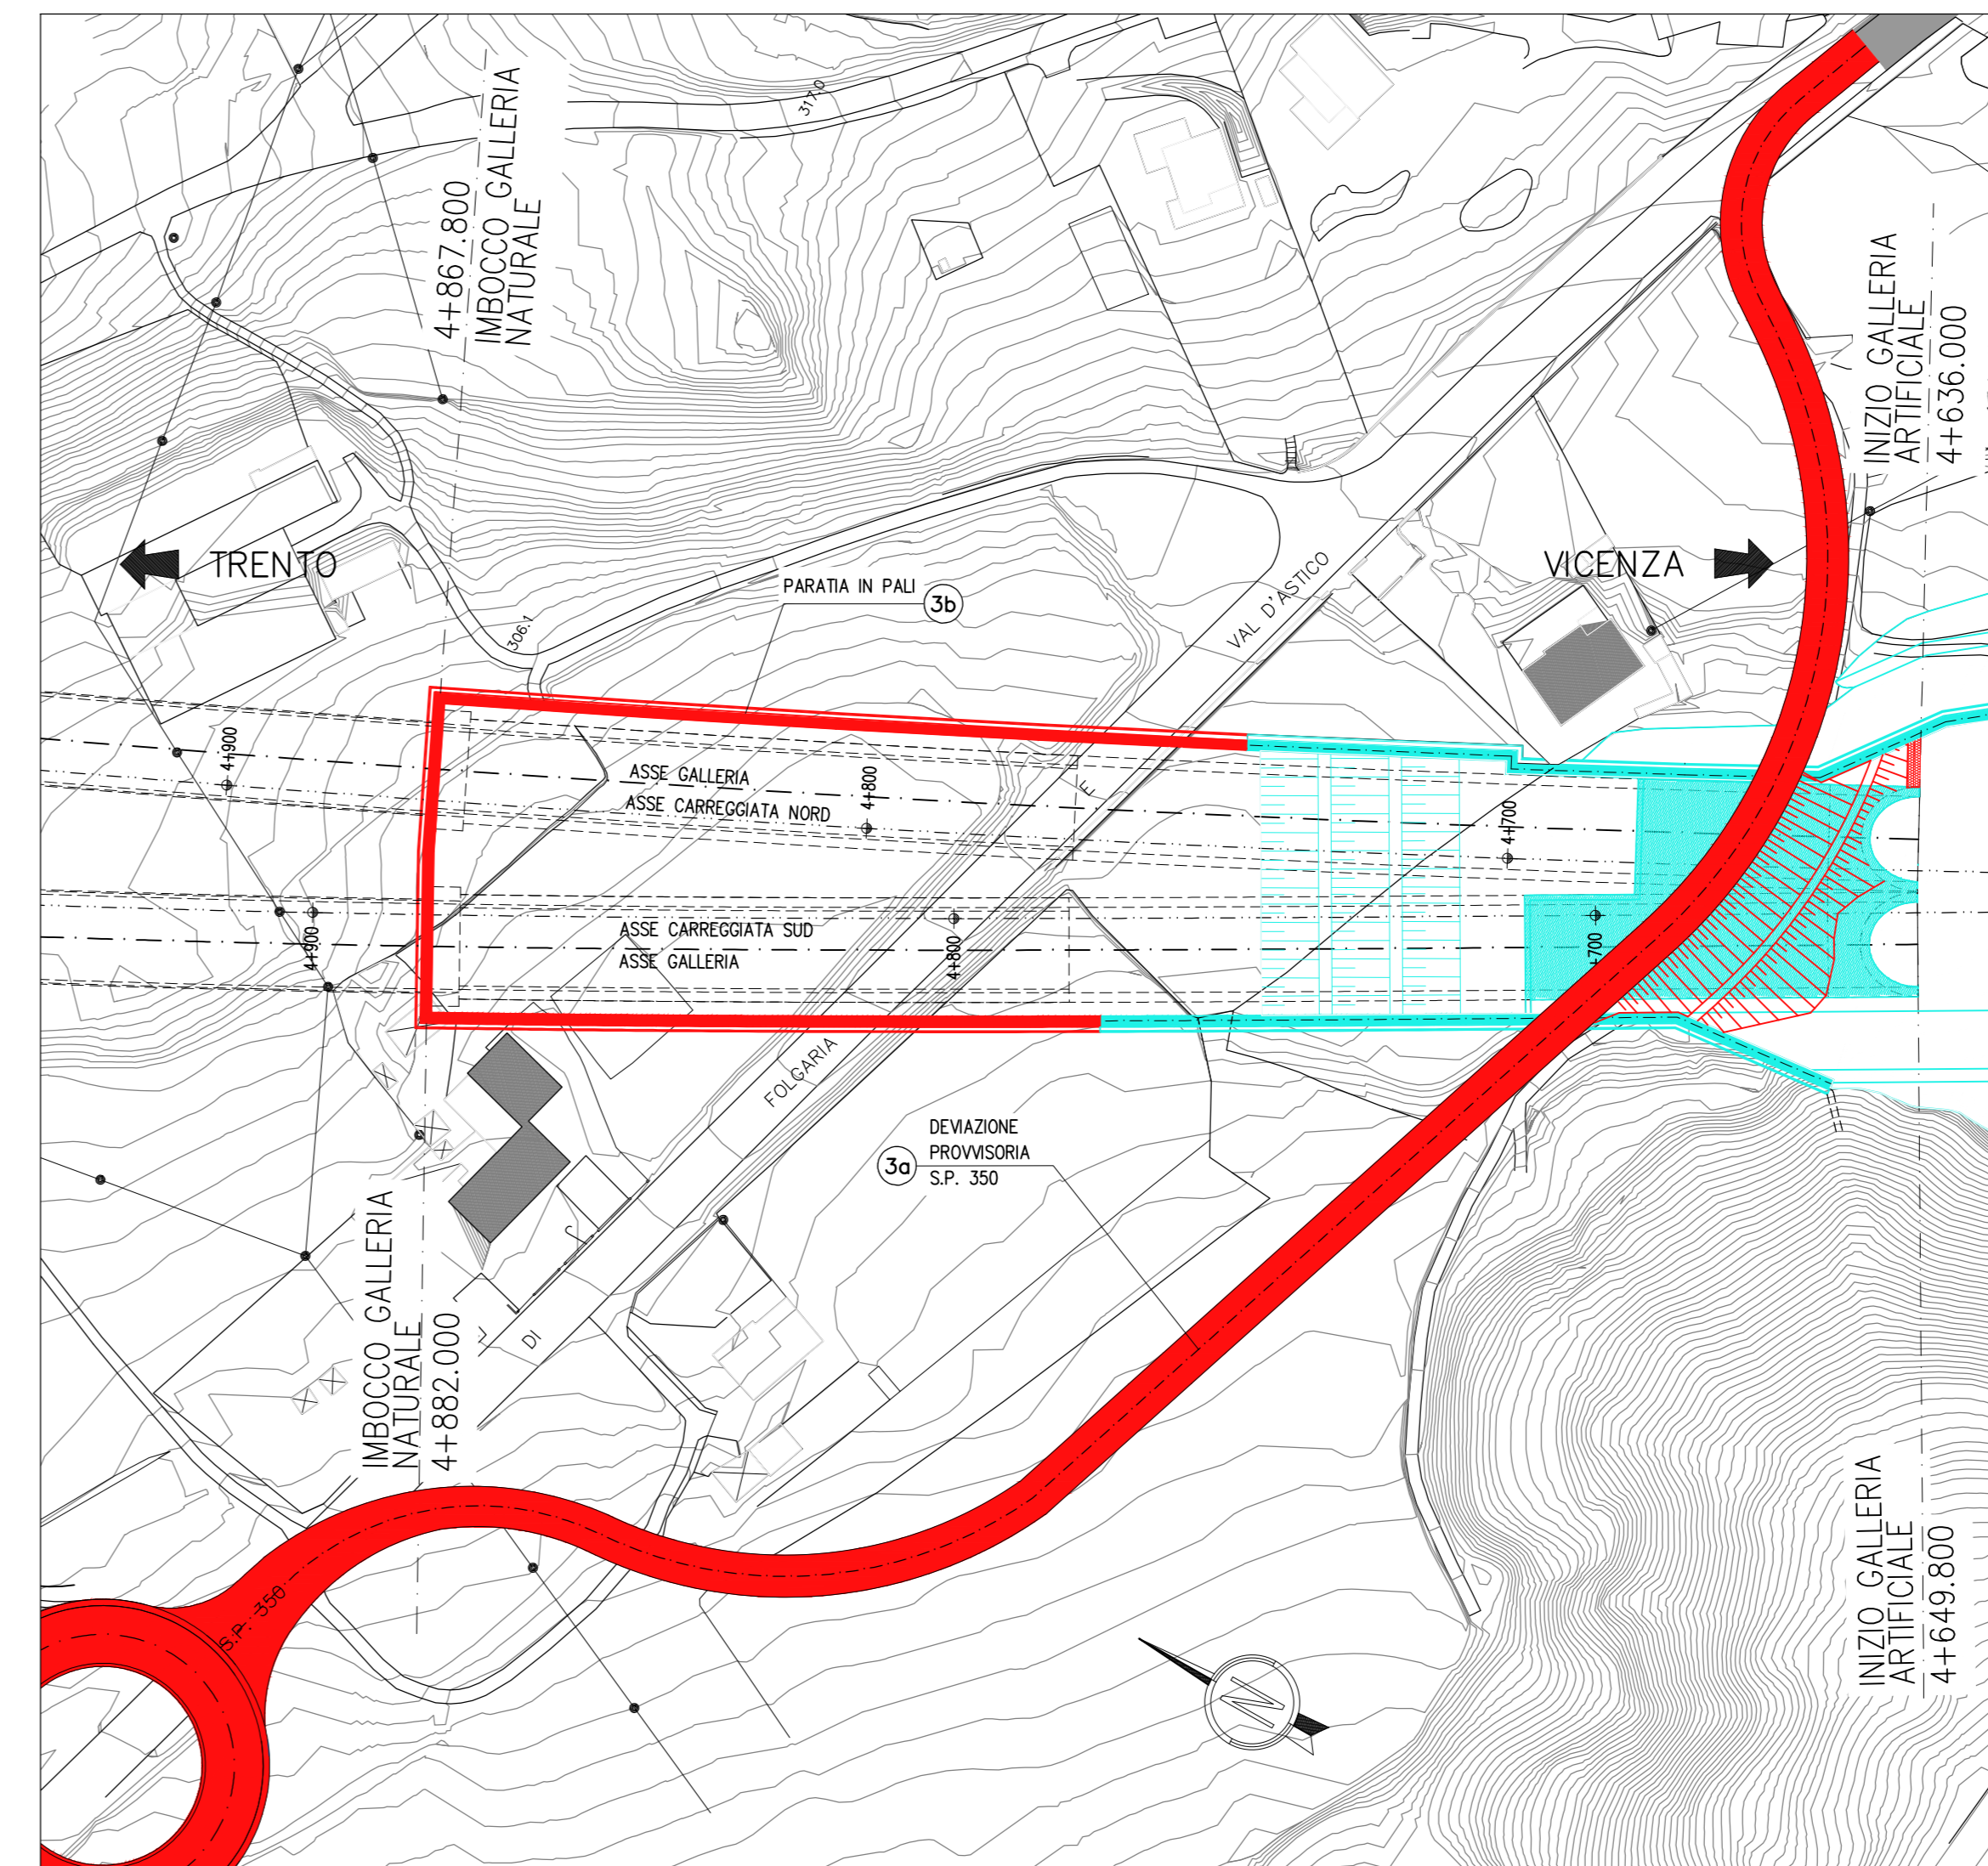 317.0
4+867.800
IMBOCCO GALLERIA
NATURALE
INIZIO GALLERIA
ARTIFICIALE
4+636.000
TRENTO
VICENZA
PARATIA IN PALI
3b
VAL D'ASTICO
306.1
4+900
ASSE GALLERIA
4+800
ASSE CARREGGIATA NORD
E
4+700
ASSE CARREGGIATA SUD
ASSE GALLERIA
4+900
4+800
+700
FOLGARIA
DEVIAZIONE
PROVVISORIA
S.P. 350
3a
IMBOCCO GALLERIA
NATURALE
4+882.000
DI
S.P. 350
N
INIZIO GALLERIA
ARTIFICIALE
4+649.800